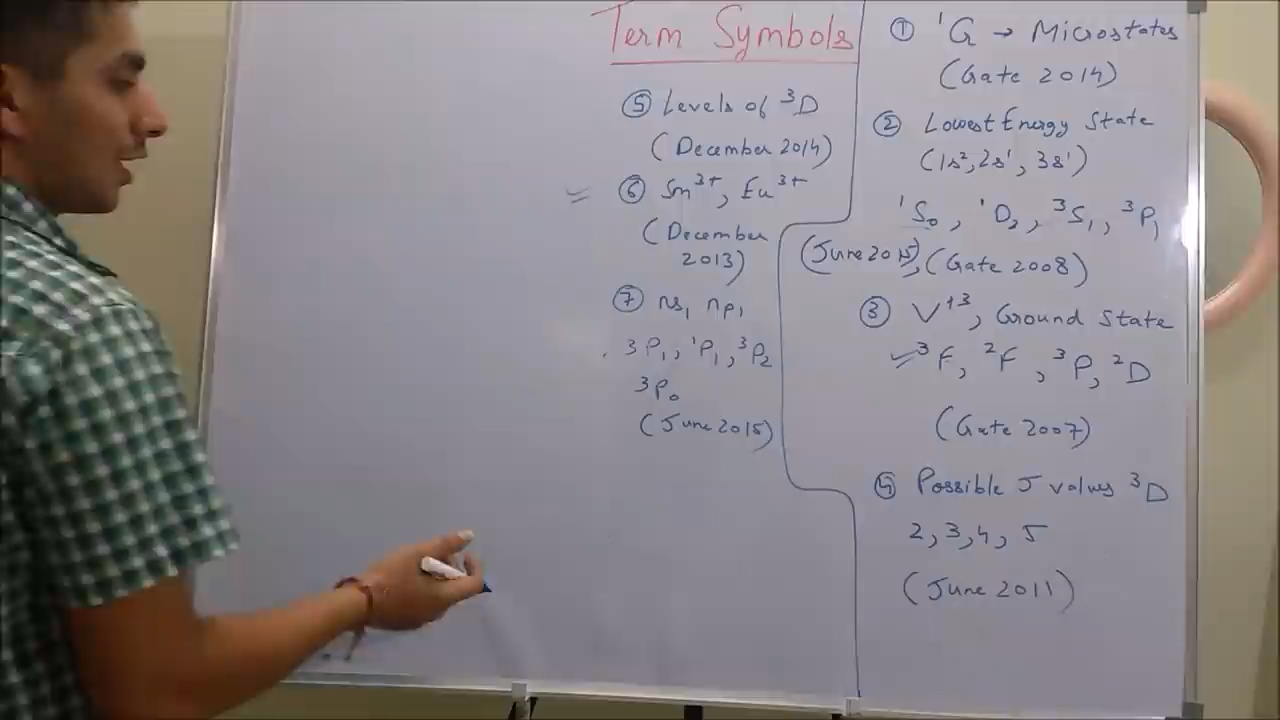 Term Symbols
① ¹G → Microstates
(Gate 2014)
② Lowest Energy State
(1s², 2s¹, 3s¹)
¹S₀, ¹D₂, ³S₁, ³P₁
(June 2015), (Gate 2008)
③ V⁺³, Ground State
✓ ³F, ²F, ³P, ²D
(Gate 2007)
④ Possible J values ³D
2, 3, 4, 5
(June 2011)
⑤ Levels of ³D
(December 2014)
⑥ Sm³⁺, Eu³⁺
(December
2013)
⑦ ns, np,
³P₁, ¹P₁, ³P₂
³P₀
(June 2015)